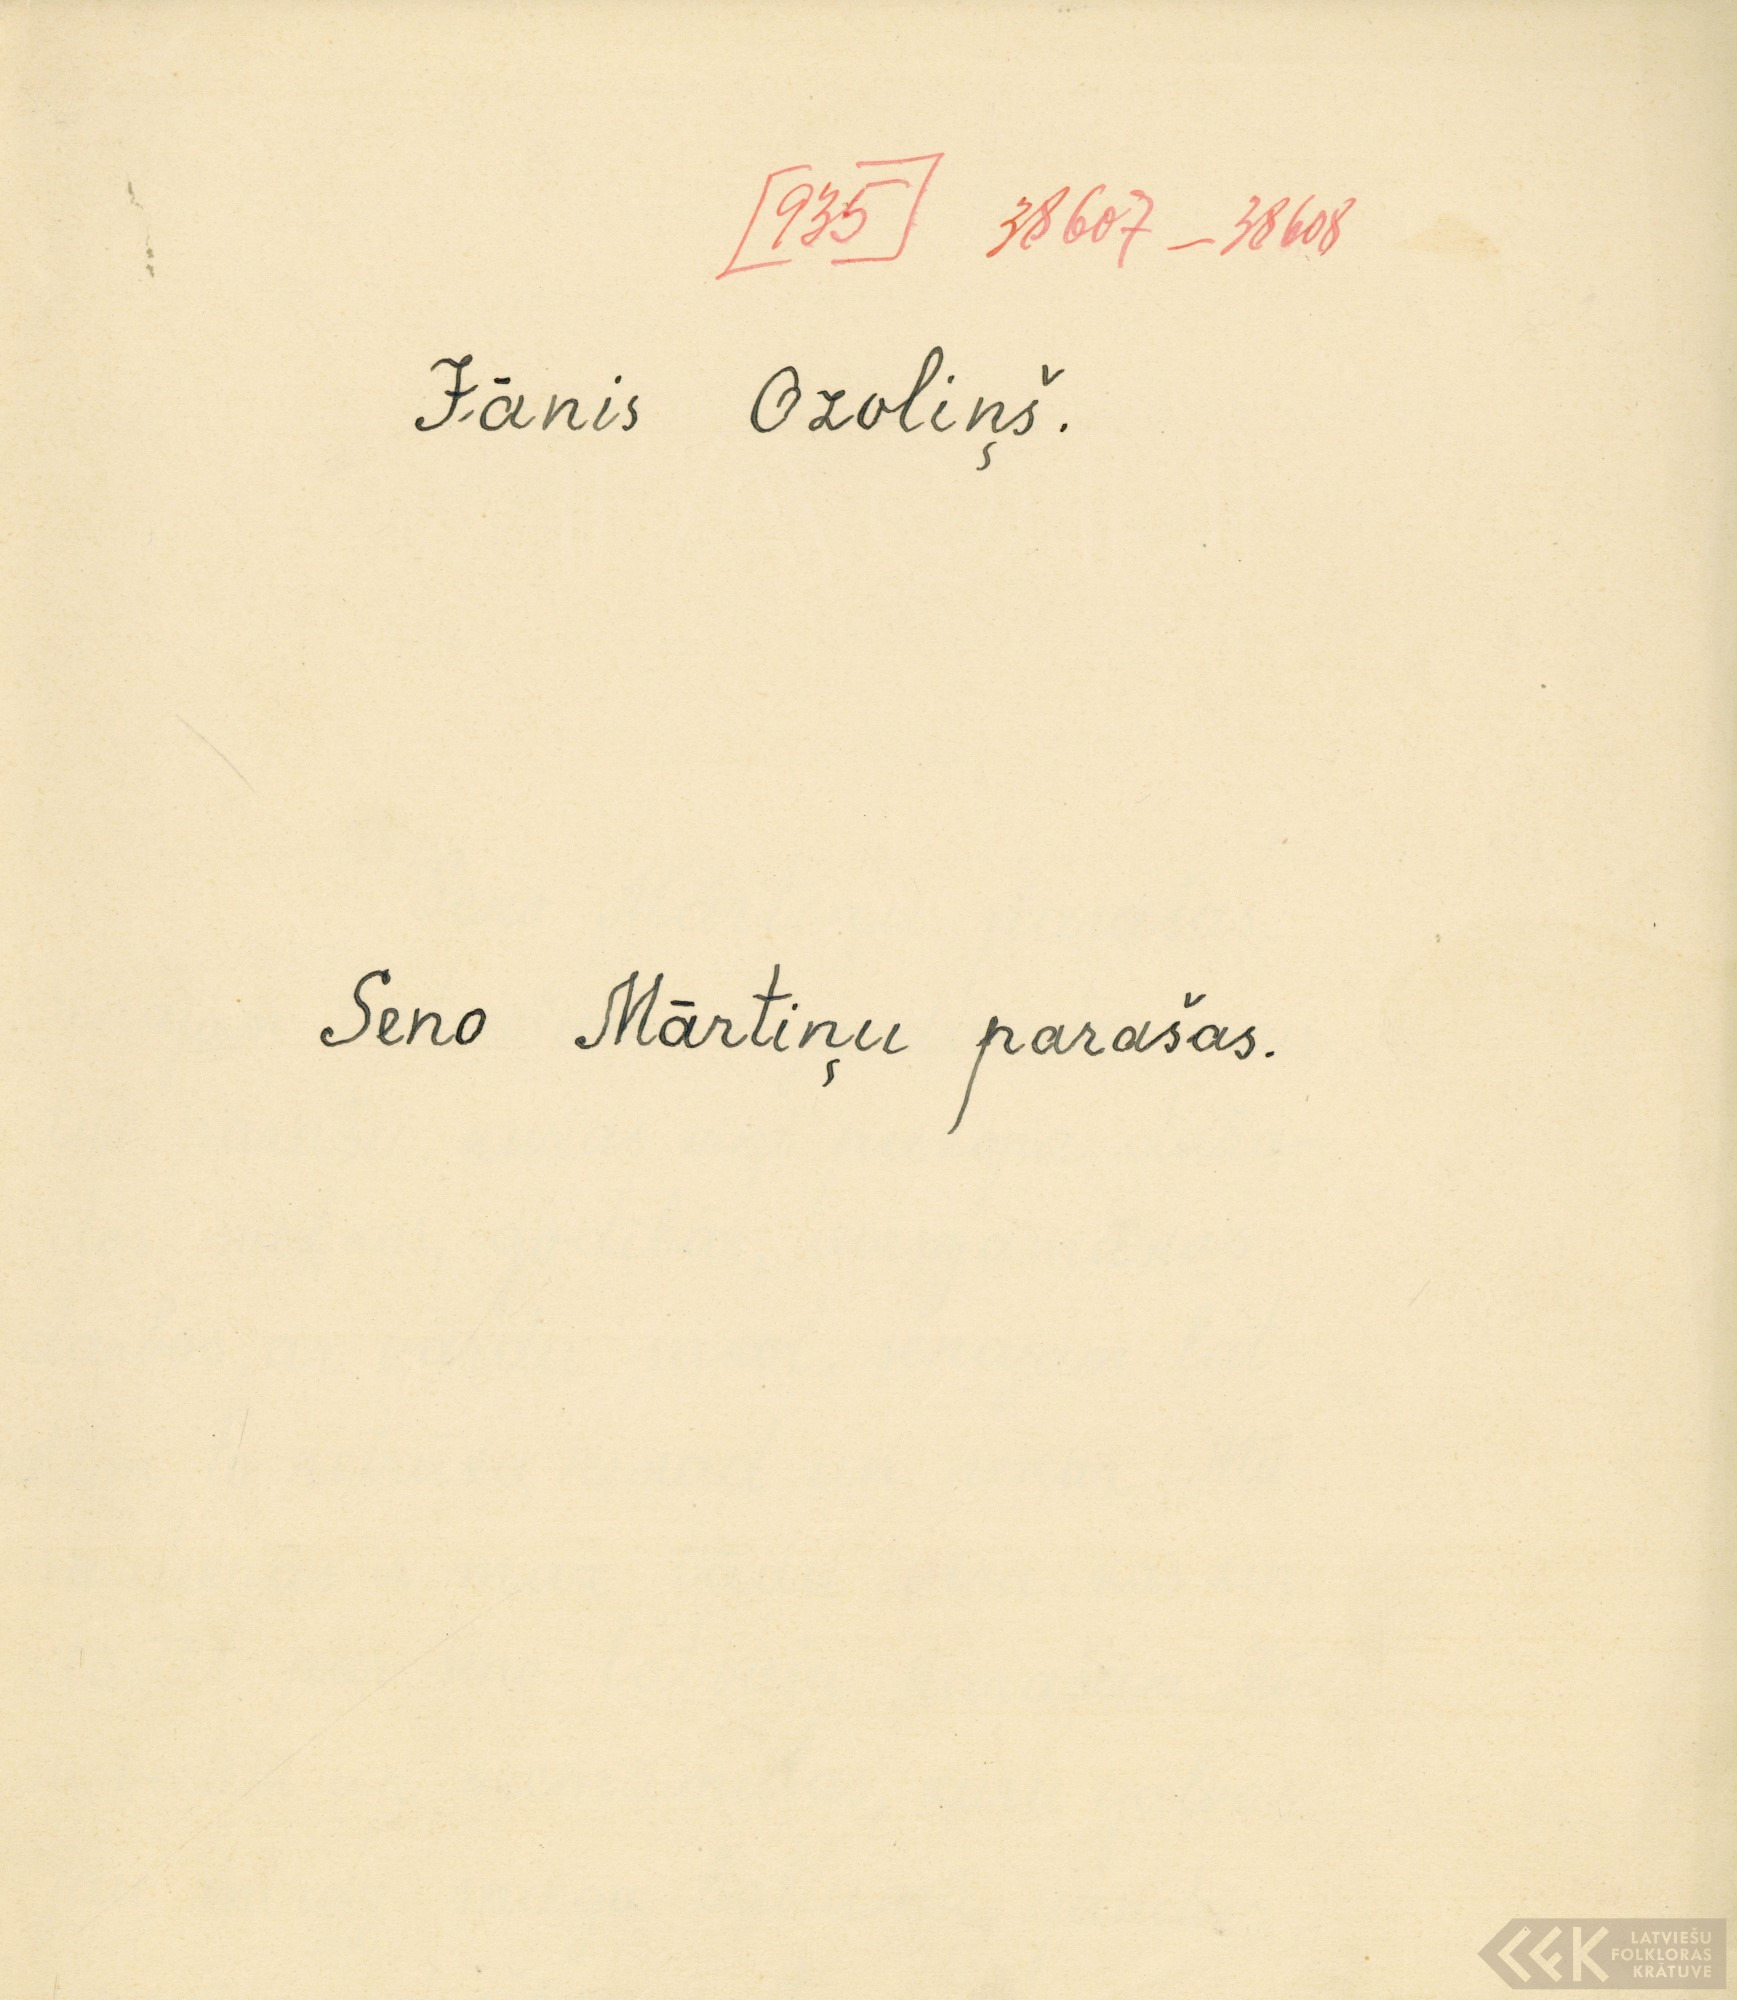 [935] 38607 – 38608
Jānis Ozoliņš.
Seno Mārtiņu parašas.
LATVIEŠU
FOLKLORAS
KRĀTUVE